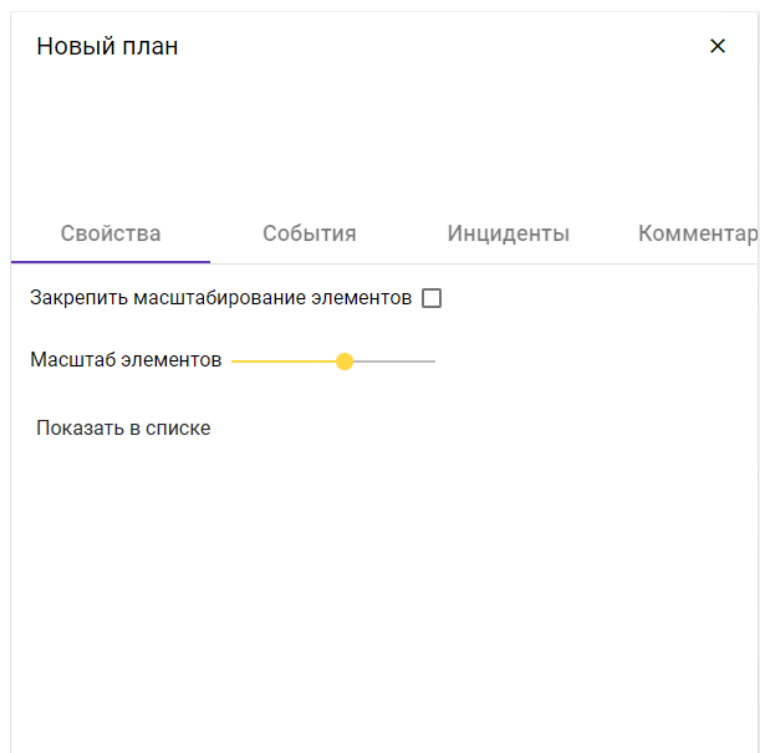 Новый план
Свойства События Инциденты Комментар
Закрепить масштабирование элементов
Масштаб элементов
Показать в списке